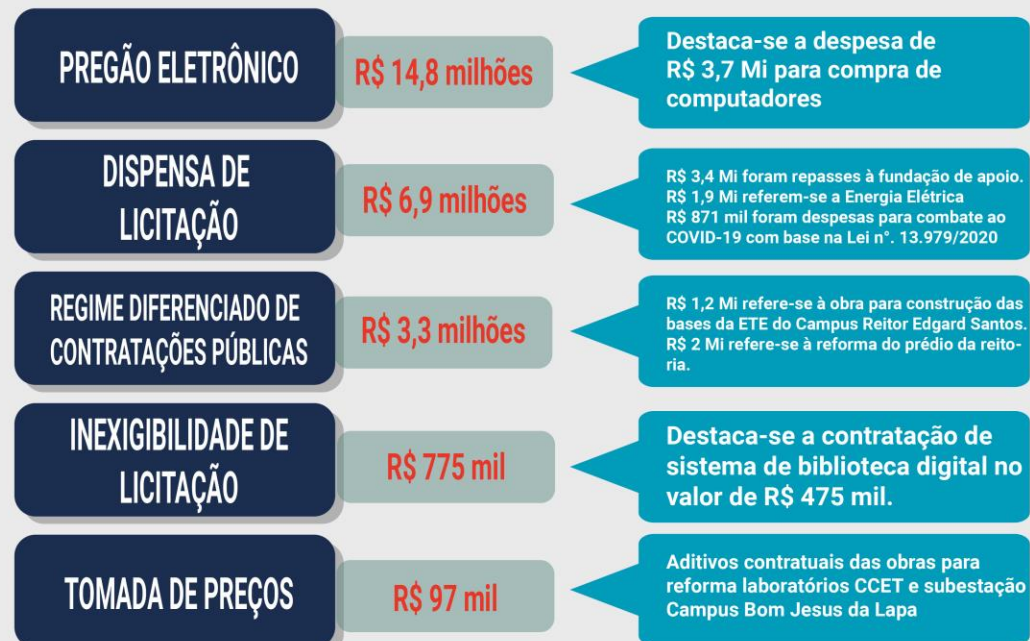 PREGÃO ELETRÔNICO
R$ 14,8 milhões
Destaca-se a despesa de
R$ 3,7 Mi para compra de
computadores
DISPENSA DE
LICITAÇÃO
R$ 6,9 milhões
R$ 3,4 Mi foram repasses à fundação de apoio.
R$ 1,9 Mi referem-se a Energia Elétrica
R$ 871 mil foram despesas para combate ao
COVID-19 com base na Lei n°. 13.979/2020
REGIME DIFERENCIADO DE
CONTRATAÇÕES PÚBLICAS
R$ 3,3 milhões
R$ 1,2 Mi refere-se à obra para construção das
bases da ETE do Campus Reitor Edgard Santos.
R$ 2 Mi refere-se à reforma do prédio da reito-
ria.
INEXIGIBILIDADE DE
LICITAÇÃO
R$ 775 mil
Destaca-se a contratação de
sistema de biblioteca digital no
valor de R$ 475 mil.
TOMADA DE PREÇOS
R$ 97 mil
Aditivos contratuais das obras para
reforma laboratórios CCET e subestação
Campus Bom Jesus da Lapa